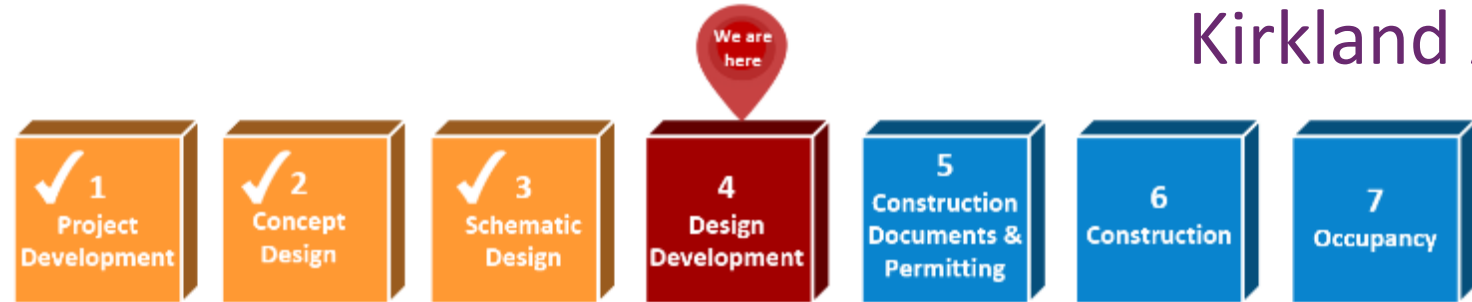 Kirkland
We are
here
1
Project
Development
2
Concept
Design
3
Schematic
Design
4
Design
Development
5
Construction
Documents &
Permitting
6
Construction
7
Occupancy